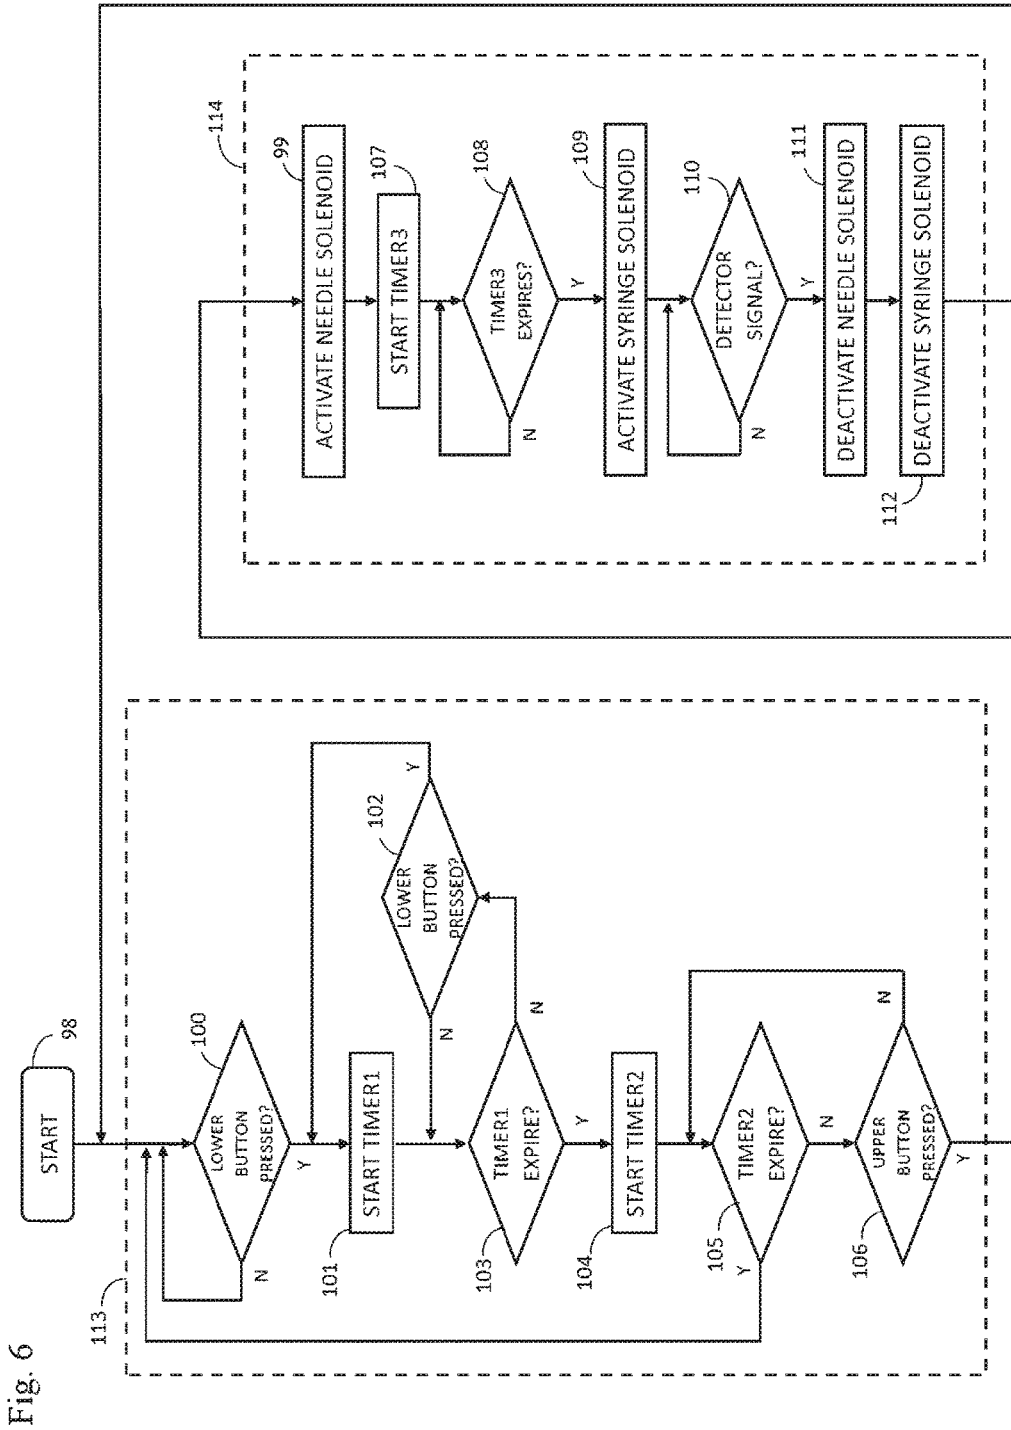 Fig. 6
START
98
113
LOWER
BUTTON
PRESSED?
100
N
Y
START TIMER1
101
LOWER
BUTTON
PRESSED?
102
Y
N
TIMER1
EXPIRE?
103
N
Y
START TIMER2
104
TIMER2
EXPIRE?
105
Y
N
UPPER
BUTTON
PRESSED?
106
N
Y
114
ACTIVATE NEEDLE SOLENOID
99
START TIMER3
107
TIMER3
EXPIRES?
108
N
Y
ACTIVATE SYRINGE SOLENOID
109
DETECTOR
SIGNAL?
110
N
Y
DEACTIVATE NEEDLE SOLENOID
111
DEACTIVATE SYRINGE SOLENOID
112